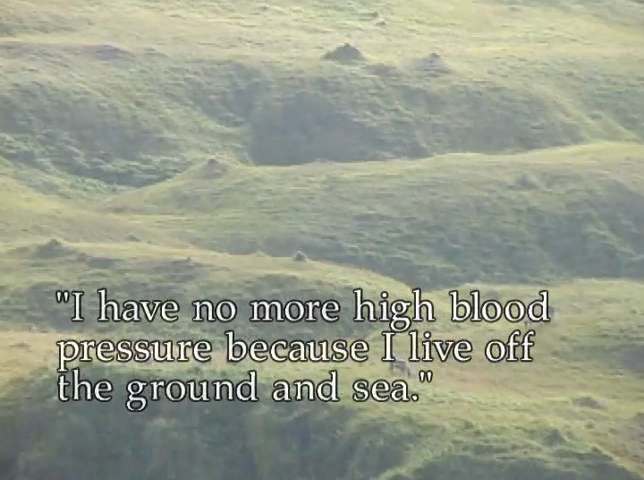 "I have no more high blood
pressure because I live off
the ground and sea."